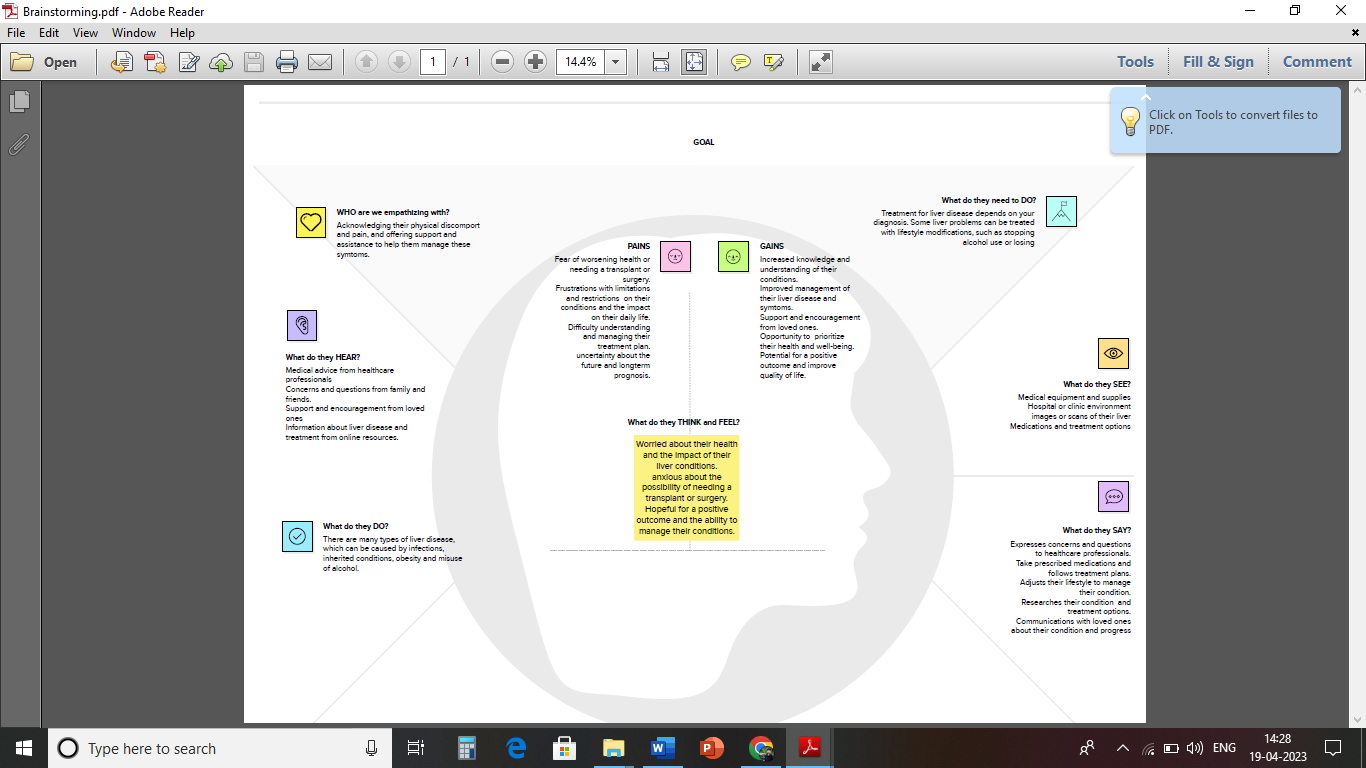 Brainstorming.pdf - Adobe Reader
File Edit View Window Help
Open
1 / 1
14.4%
Tools
Fill & Sign
Comment
Click on Tools to convert files to
PDF.
GOAL
WHO are we empathizing with?
Acknowledging their physical discomport
and pain, and offering support and
assistance to help them manage these
symtoms.
What do they need to DO?
Treatment for liver disease depends on your
diagnosis. Some liver problems can be treated
with lifestyle modifications, such as stopping
alcohol use or losing
PAINS
Fear of worsening health or
needing a transplant or
surgery.
Frustrations with limitations
and restrictions on their
conditions and the impact
on their daily life.
Difficulty understanding
and managing their
treatment plan.
uncertainty about the
future and longterm
prognosis.
GAINS
Increased knowledge and
understanding of their
conditions.
Improved management of
their liver disease and
symtoms.
Support and encouragement
from loved ones.
Opportunity to prioritize
their health and well-being.
Potential for a positive
outcome and improve
quality of life.
What do they HEAR?
Medical advice from healthcare
professionals
Concerns and questions from family and
friends.
Support and encouragement from loved
ones
Information about liver disease and
treatment from online resources.
What do they SEE?
Medical equipment and supplies
Hospital or clinic environment
images or scans of their liver
Medications and treatment options
What do they THINK and FEEL?
Worried about their health
and the impact of their
liver conditions.
anxious about the
possibility of needing a
transplant or surgery.
Hopeful for a positive
outcome and the ability to
manage their conditions.
What do they DO?
There are many types of liver disease,
which can be caused by infections,
inherited conditions, obesity and misuse
of alcohol.
What do they SAY?
Expresses concerns and questions
to healthcare professionals.
Take prescribed medications and
follows treatment plans.
Adjusts their lifestyle to manage
their condition.
Researches their condition and
treatment options.
Communications with loved ones
about their condition and progress
Type here to search
ENG
14:28
19-04-2023